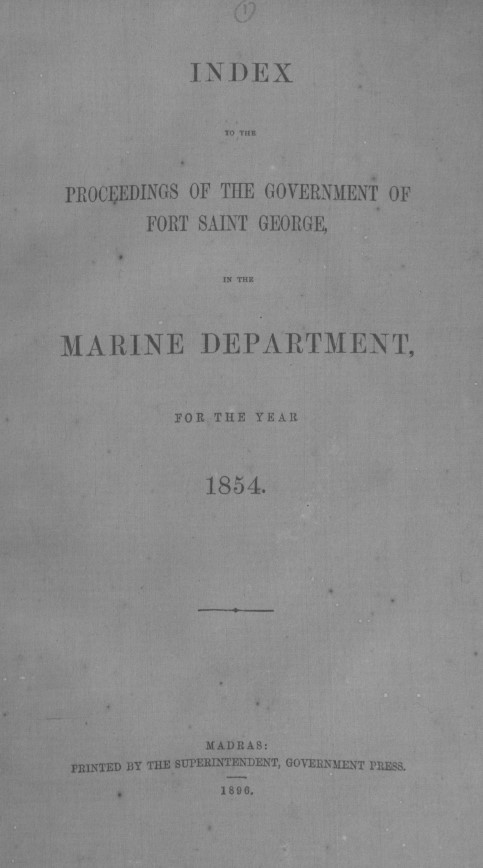 1
INDEX
TO THE
PROCEEDINGS OF THE GOVERNMENT OF
FORT SAINT GEORGE,
IN THE
MARINE DEPARTMENT,
FOR THE YEAR
1854.
MADRAS:
PRINTED BY THE SUPERINTENDENT, GOVERNMENT PRESS.
1896.